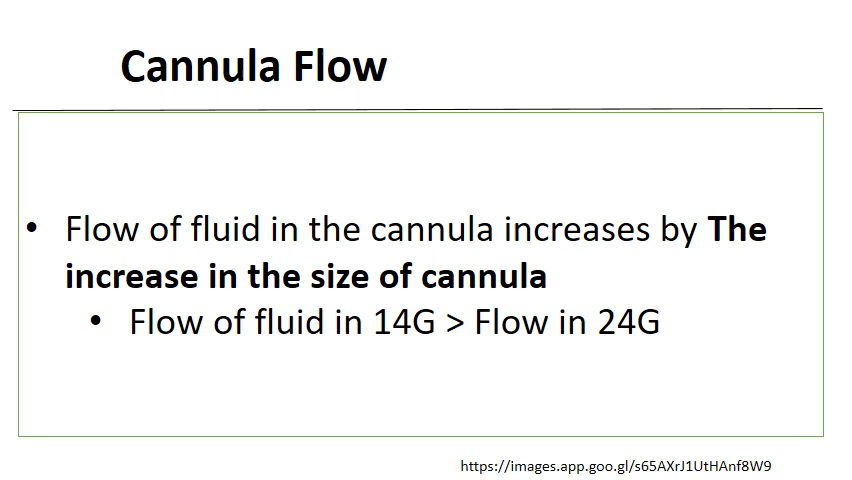 Cannula Flow
• Flow of fluid in the cannula increases by The
increase in the size of cannula
• Flow of fluid in 14G > Flow in 24G
https://images.app.goo.gl/s65AXrJ1UtHAnf8W9